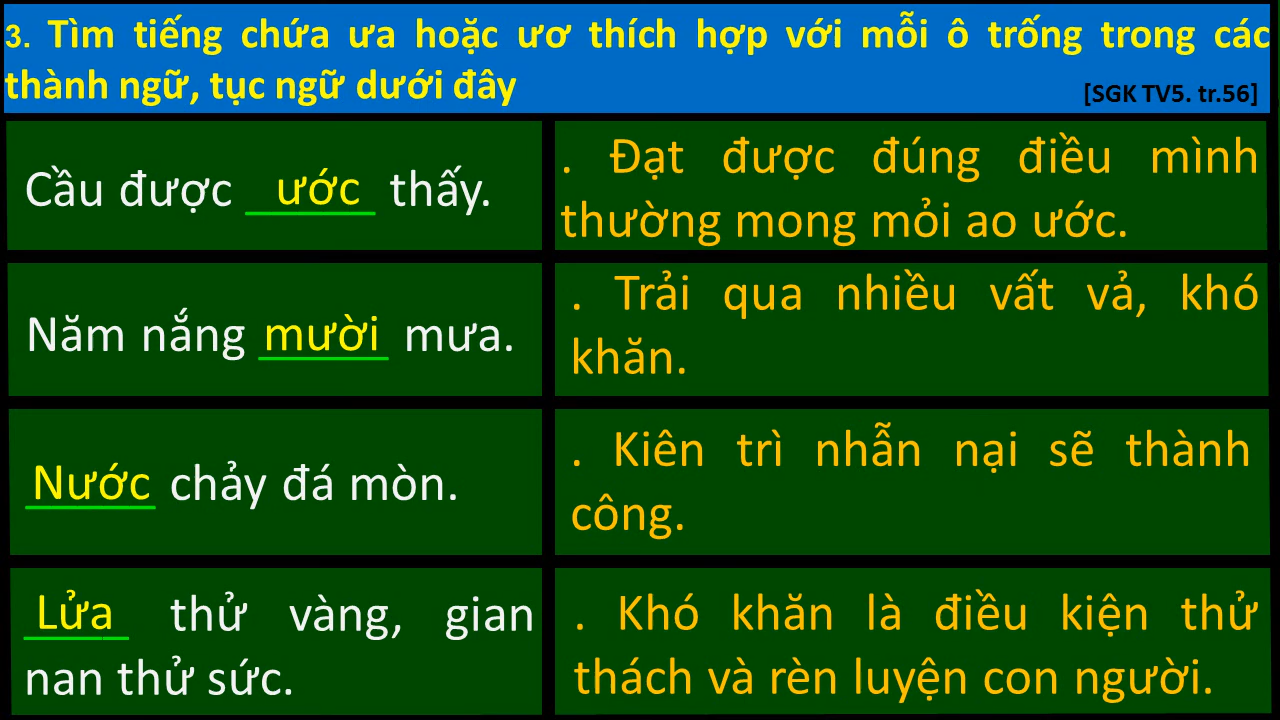 3. Tìm tiếng chứa ưa hoặc ươ thích hợp với mỗi ô trống trong các
thành ngữ, tục ngữ dưới đây
[SGK TV5. tr.56]
Cầu được ước thấy.
. Đạt được đúng điều mình
thường mong mỏi ao ước.
Năm nắng mười mưa.
. Trải qua nhiều vất vả, khó
khăn.
Nước chảy đá mòn.
. Kiên trì nhẫn nại sẽ thành
công.
Lửa thử vàng, gian
nan thử sức.
. Khó khăn là điều kiện thử
thách và rèn luyện con người.